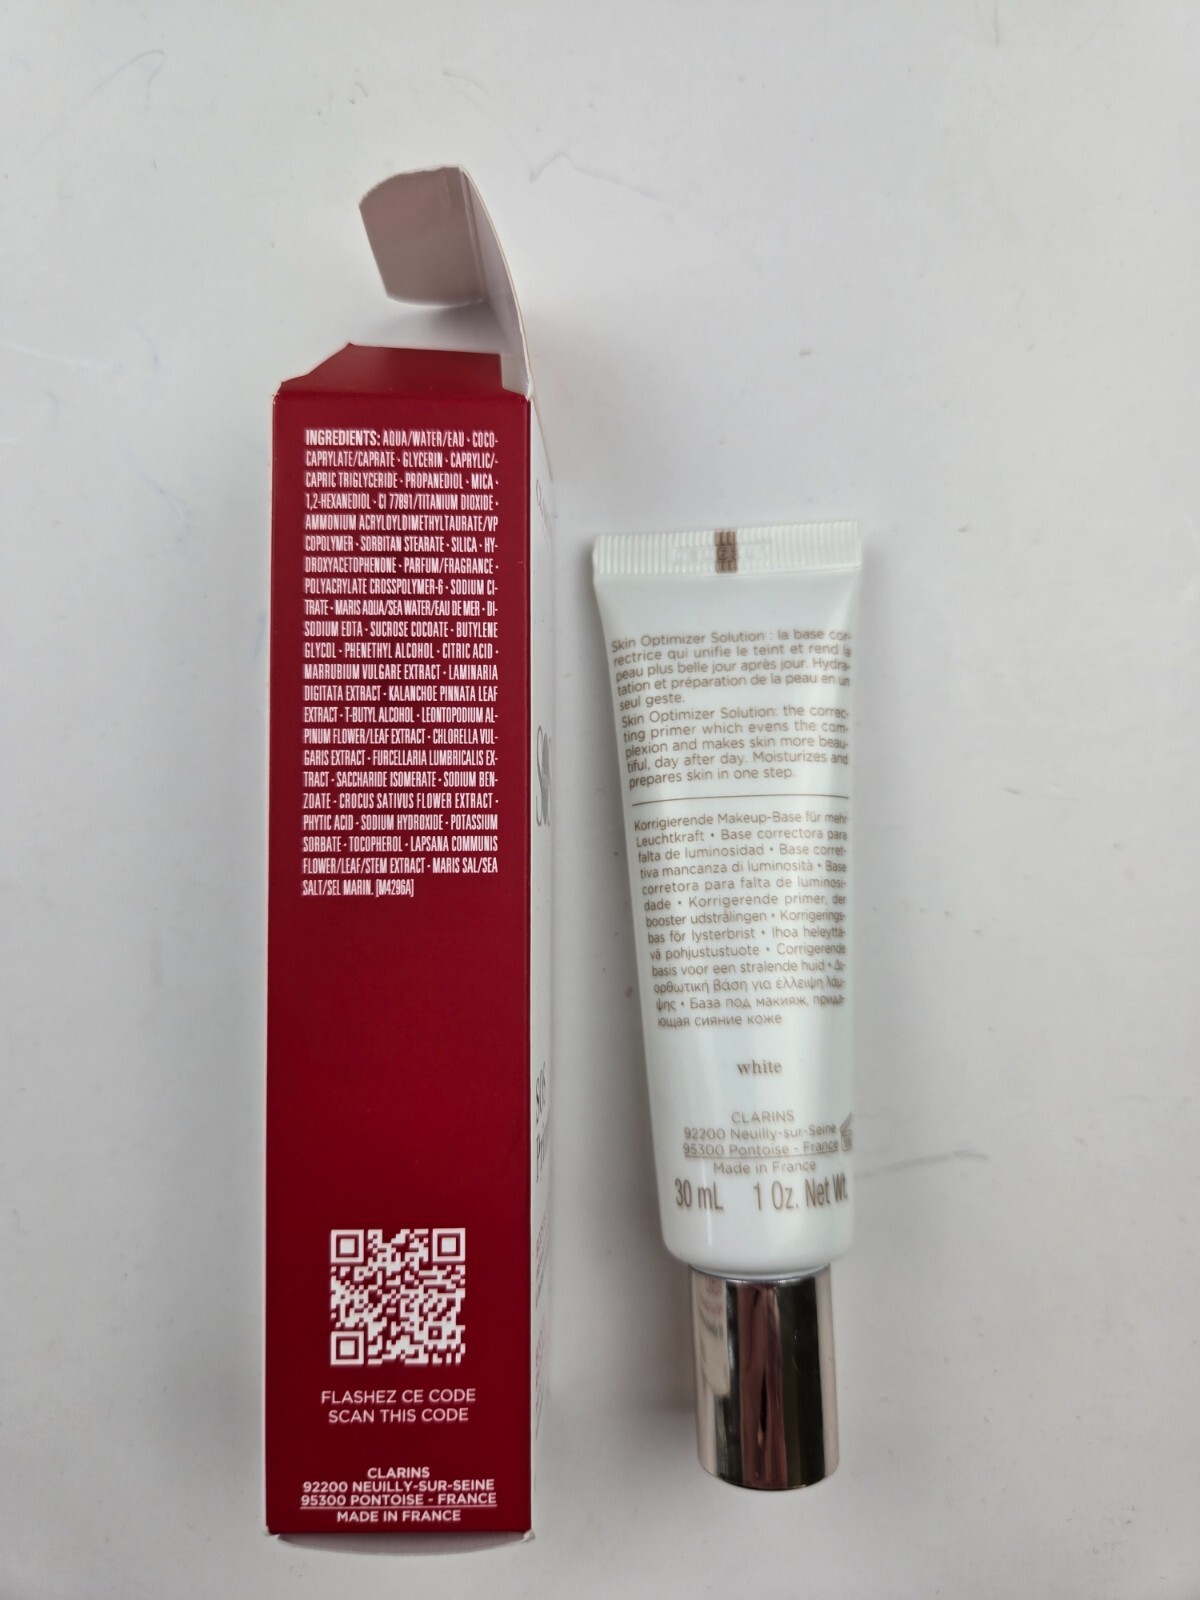 INGREDIENTS: AQUA/WATER/EAU · COCO-
CAPRYLATE/CAPRATE · GLYCERIN · CAPRYLIC/-
CAPRIC TRIGLYCERIDE · PROPANEDIOL · MICA ·
1,2-HEXANEDIOL · CI 77891/TITANIUM DIOXIDE ·
AMMONIUM ACRYLOYLDIMETHYLTAURATE/VP
COPOLYMER · SORBITAN STEARATE · SILICA · HY-
DROXYACETOPHENONE · PARFUM/FRAGRANCE ·
POLYACRYLATE CROSSPOLYMER-6 · SODIUM CI-
TRATE · MARIS AQUA/SEA WATER/EAU DE MER · DI-
SODIUM EDTA · SUCROSE COCOATE · BUTYLENE
GLYCOL · PHENETHYL ALCOHOL · CITRIC ACID ·
MARRUBIUM VULGARE EXTRACT · LAMINARIA
DIGITATA EXTRACT · KALANCHOE PINNATA LEAF
EXTRACT · T-BUTYL ALCOHOL · LEONTOPODIUM AL-
PINUM FLOWER/LEAF EXTRACT · CHLORELLA VUL-
GARIS EXTRACT · FURCELLARIA LUMBRICALIS EX-
TRACT · SACCHARIDE ISOMERATE · SODIUM BEN-
ZOATE · CROCUS SATIVUS FLOWER EXTRACT ·
PHYTIC ACID · SODIUM HYDROXIDE · POTASSIUM
SORBATE · TOCOPHEROL · LAPSANA COMMUNIS
FLOWER/LEAF/STEM EXTRACT · MARIS SAL/SEA
SALT/SEL MARIN. [M4296A]
FLASHEZ CE CODE
SCAN THIS CODE
CLARINS
92200 NEUILLY-SUR-SEINE
95300 PONTOISE - FRANCE
MADE IN FRANCE
SOS
Skin Optimizer Solution : la base cor-
rectrice qui unifie le teint et rend la
peau plus belle jour après jour. Hydra-
tation et préparation de la peau en un
seul geste.
Skin Optimizer Solution: the correc-
ting primer which evens the com-
plexion and makes skin more beau-
tiful, day after day. Moisturizes and
prepares skin in one step.
Korrigierende Makeup-Base für mehr
Leuchtkraft • Base correctora para
falta de luminosidad • Base corret-
tiva mancanza di luminosità • Base
corretora para falta de luminosi-
dade • Korrigerende primer, der
booster udstrålingen • Korrigerings-
bas för lysterbrist • Ihoa heleyttä-
vä pohjustustuote • Corrigerende
basis voor een stralende huid • Δι-
ορθωτική βάση για έλλειψη λάμ-
ψης • База под макияж, прида-
ющая сияние коже
white
CLARINS
92200 Neuilly-sur-Seine
95300 Pontoise - France
Made in France
30 mL 1 Oz. Net Wt.